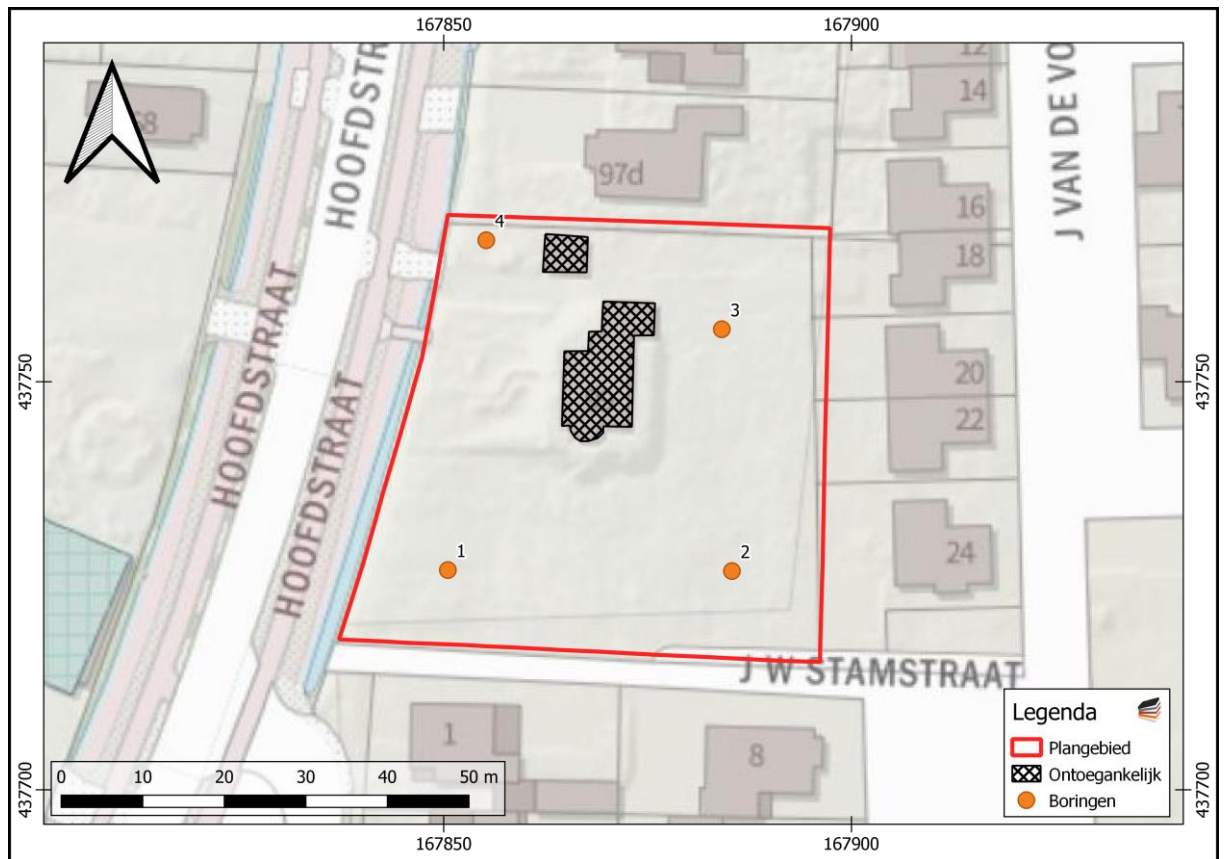 167850
167900
HOOFDSTR
12
J VAN DE VO
14
68
97d
16
4
18
3
437750
437750
HOOFDSTRAAT
20
HOOFDSTRAAT
22
1
2
24
J W STAMSTRAAT
Legenda
Plangebied
Ontoegankelijk
Boringen
1
8
0 10 20 30 40 50 m
437700
437700
167850
167900